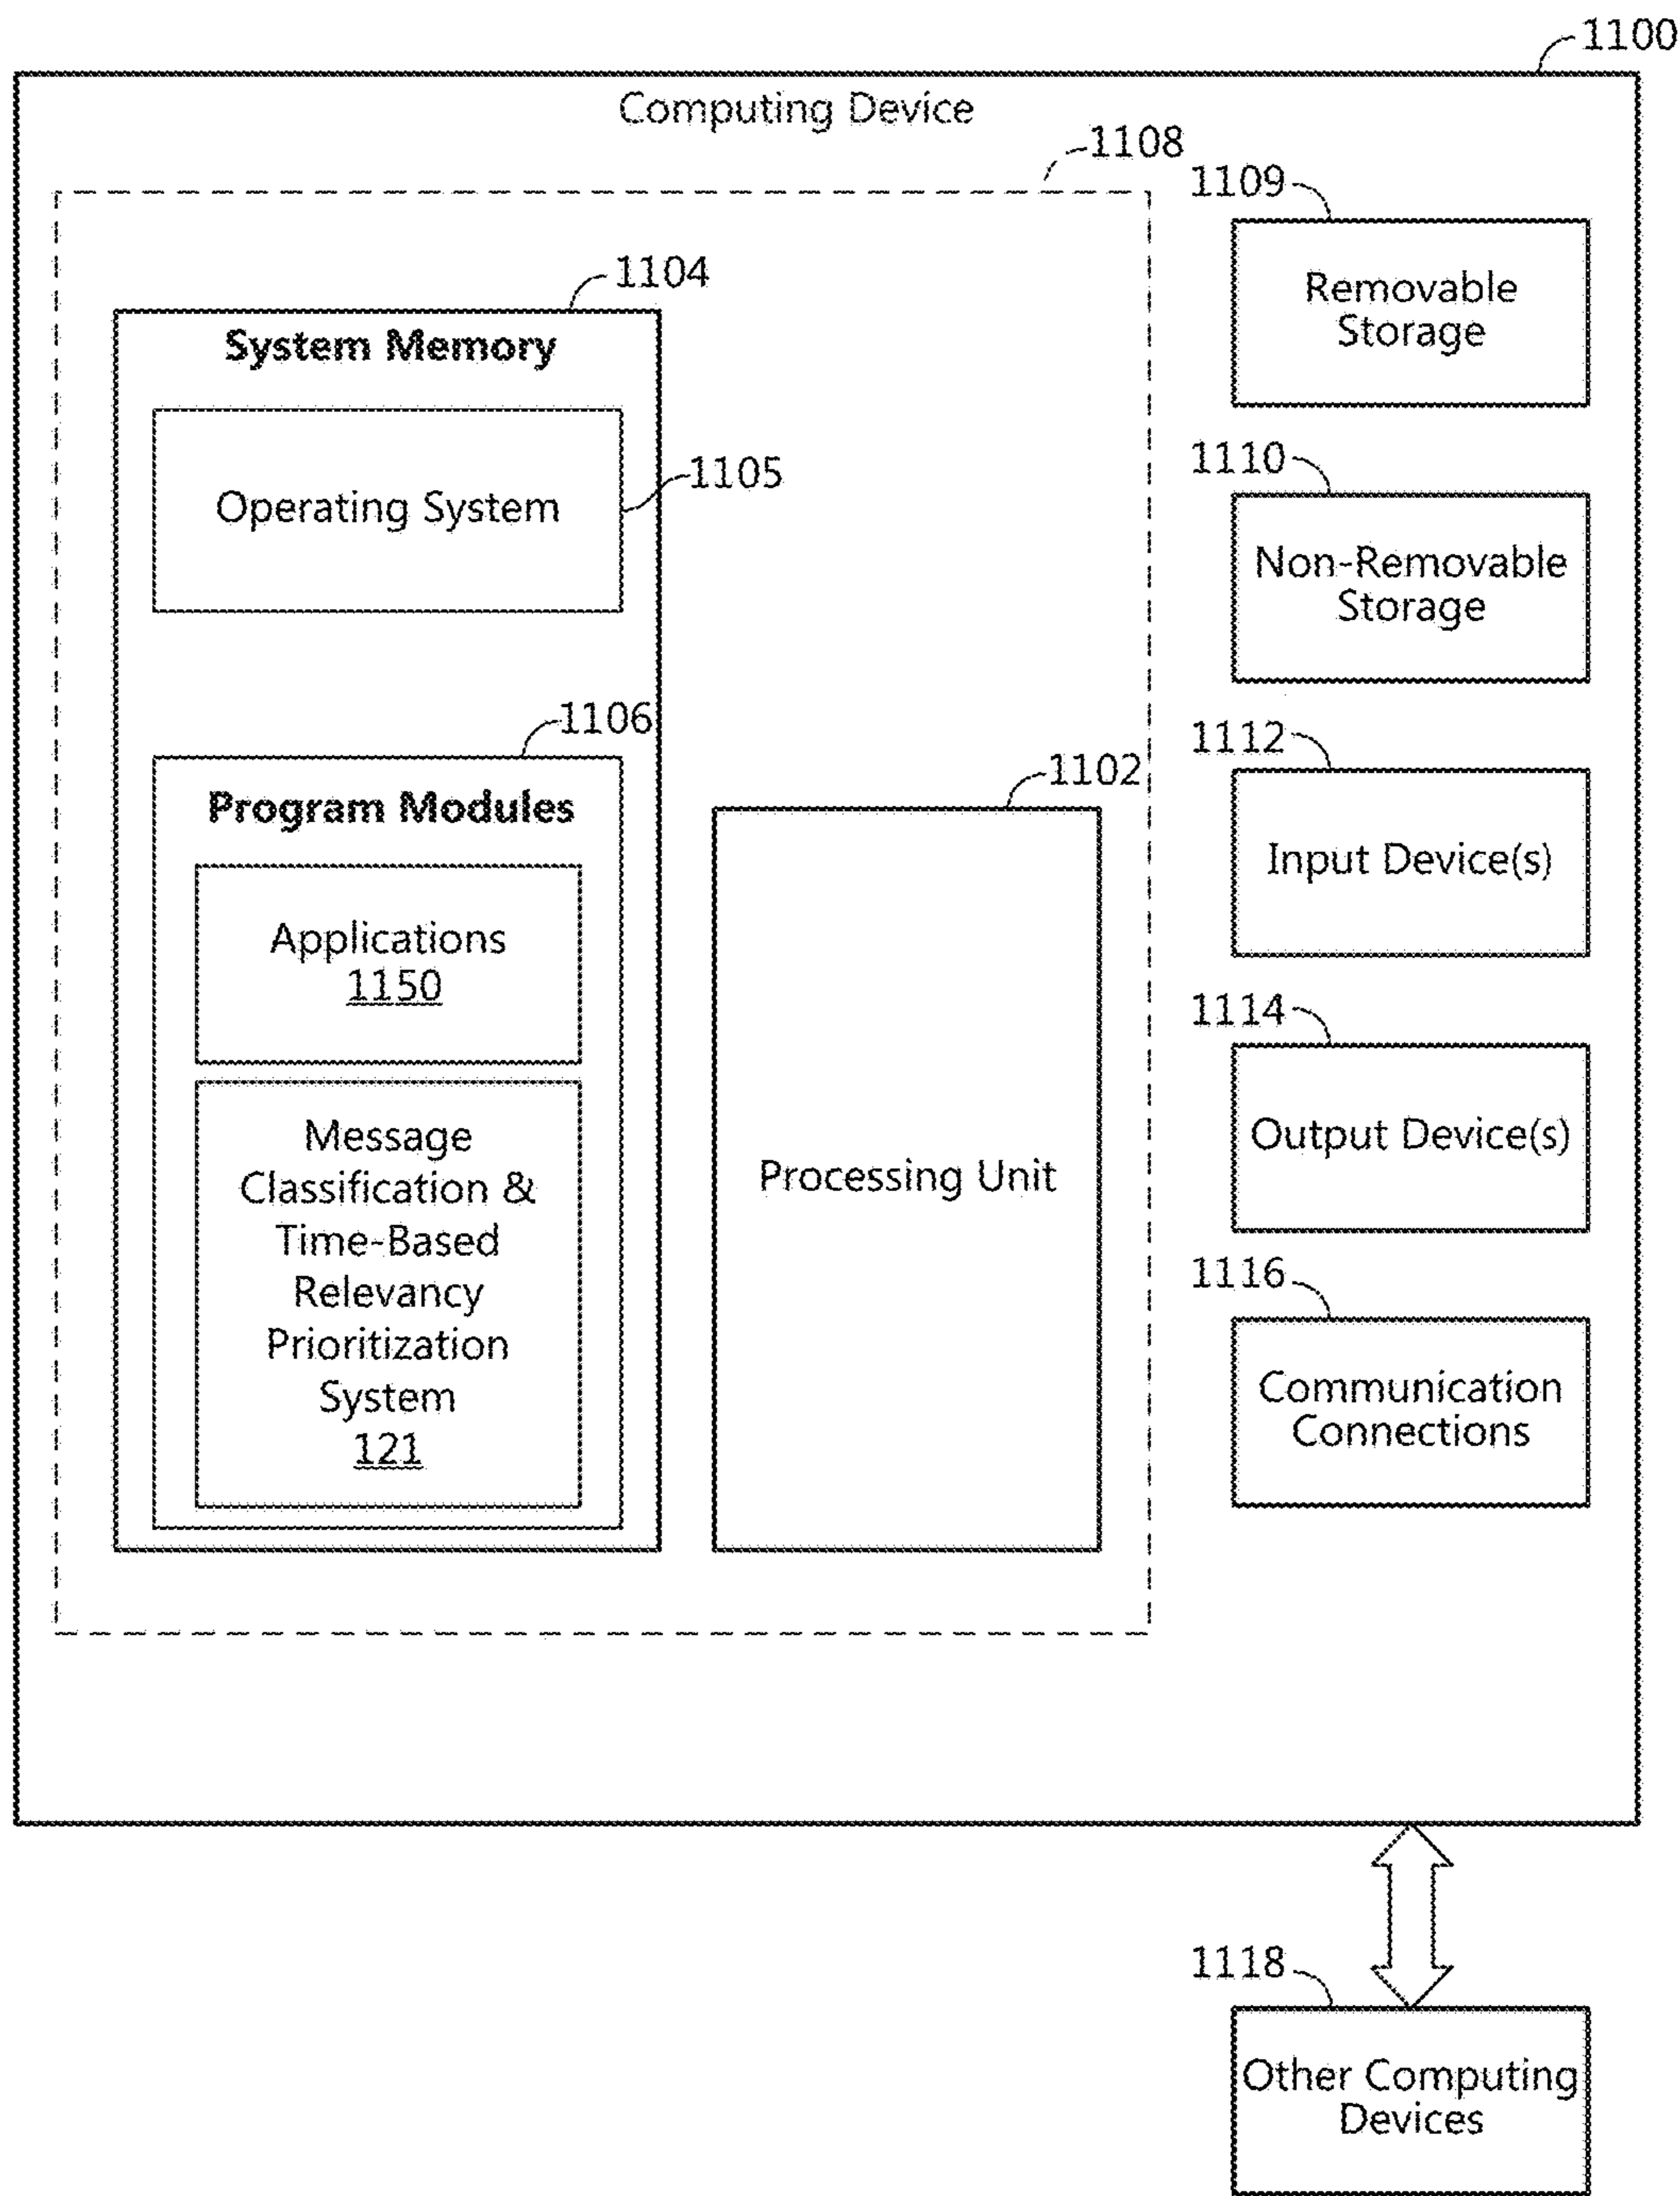 1100
Computing Device
1108
1104
System Memory
Operating System
1105
1106
Program Modules
Applications
1150
Message
Classification &
Time-Based
Relevancy
Prioritization
System
121
1102
Processing Unit
1109
Removable
Storage
1110
Non-Removable
Storage
1112
Input Device(s)
1114
Output Device(s)
1116
Communication
Connections
1118
Other Computing
Devices